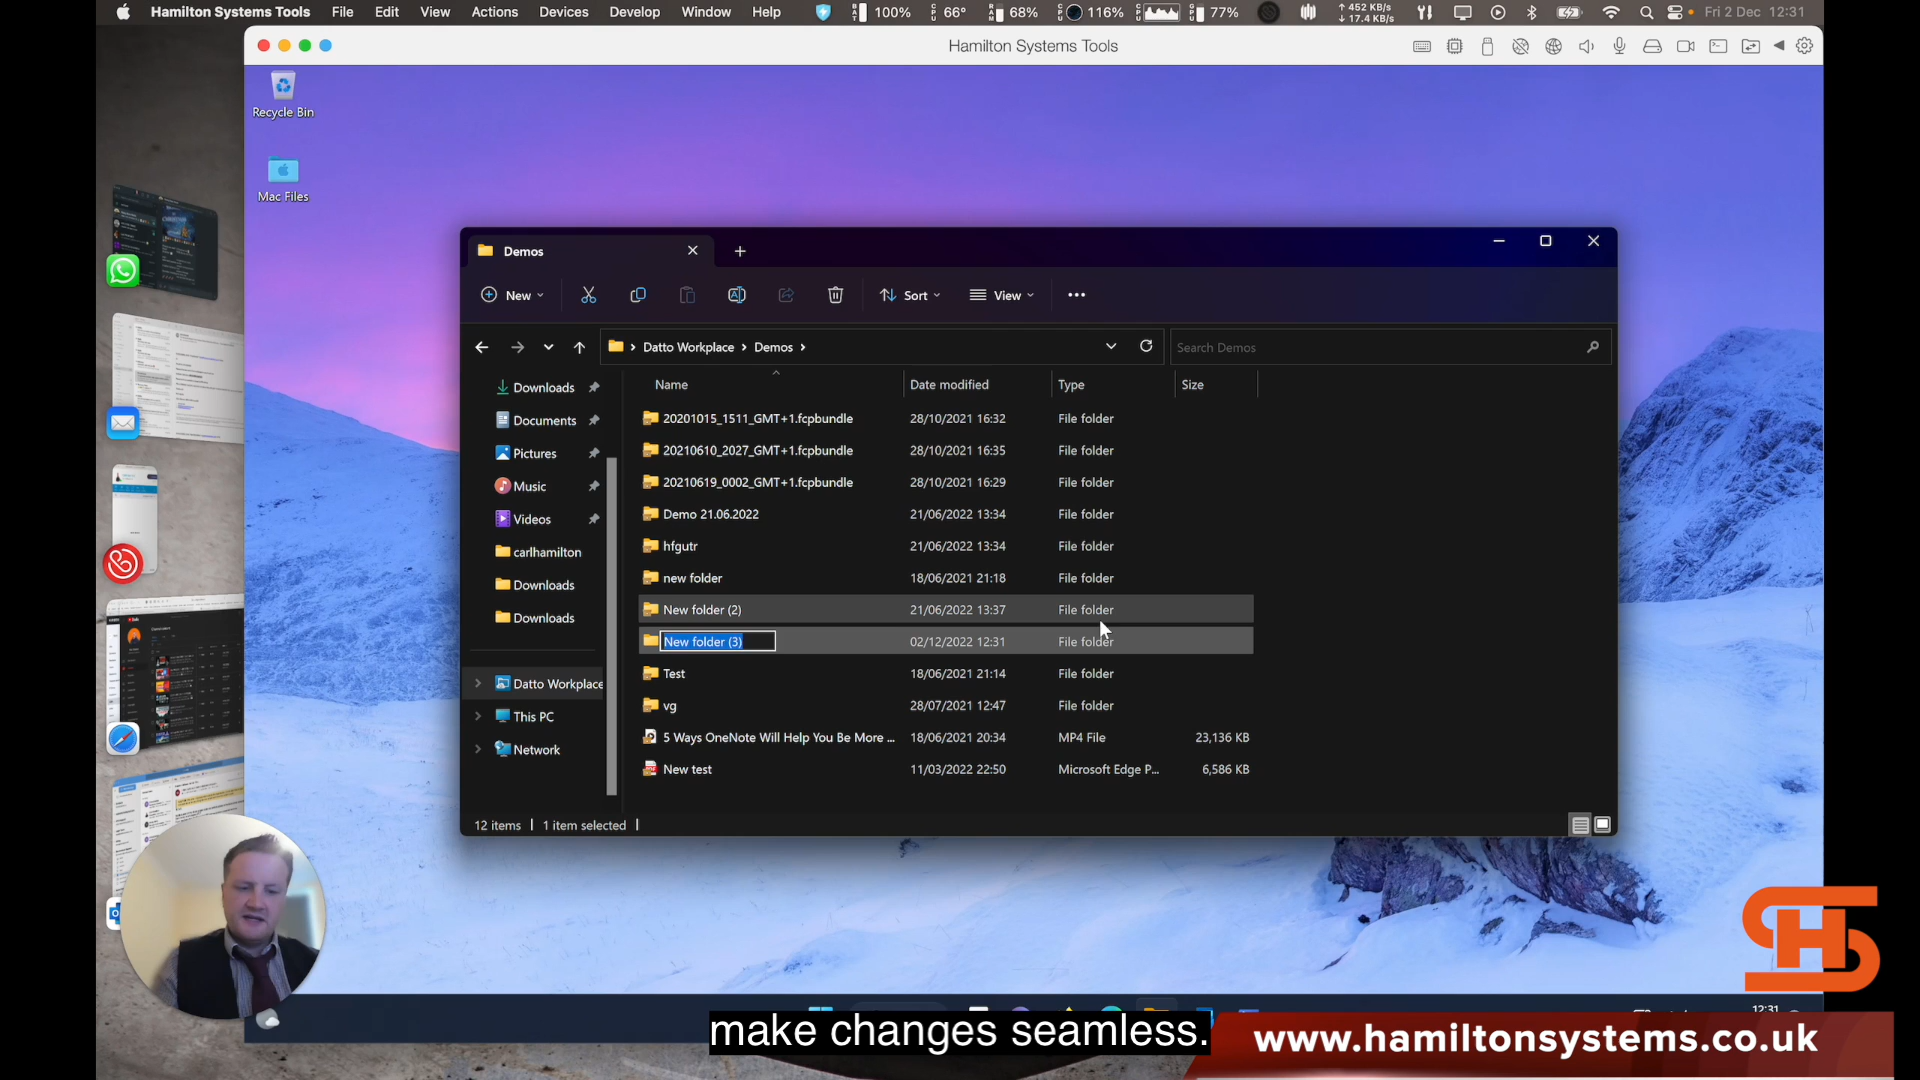 Hamilton Systems Tools File Edit View Actions Devices Develop Window Help 100% 66° 68% 116% 77% 452 KB/s 17.4 KB/s Fri 2 Dec 12:31
Hamilton Systems Tools
Recycle Bin
Mac Files
Demos
New Sort View
Datto Workplace Demos
Search Demos
Downloads
Documents
Pictures
Music
Videos
carlhamilton
Downloads
Downloads
Datto Workplace
This PC
Network
Name Date modified Type Size
20201015_1511_GMT+1.fcpbundle 28/10/2021 16:32 File folder
20210610_2027_GMT+1.fcpbundle 28/10/2021 16:35 File folder
20210619_0002_GMT+1.fcpbundle 28/10/2021 16:29 File folder
Demo 21.06.2022 21/06/2022 13:34 File folder
hfgutr 21/06/2022 13:34 File folder
new folder 18/06/2021 21:18 File folder
New folder (2) 21/06/2022 13:37 File folder
New folder (3) 02/12/2022 12:31 File folder
Test 18/06/2021 21:14 File folder
vg 28/07/2021 12:47 File folder
5 Ways OneNote Will Help You Be More ... 18/06/2021 20:34 MP4 File 23,136 KB
New test 11/03/2022 22:50 Microsoft Edge P... 6,586 KB
12 items 1 item selected
12:31
make changes seamless.
www.hamiltonsystems.co.uk